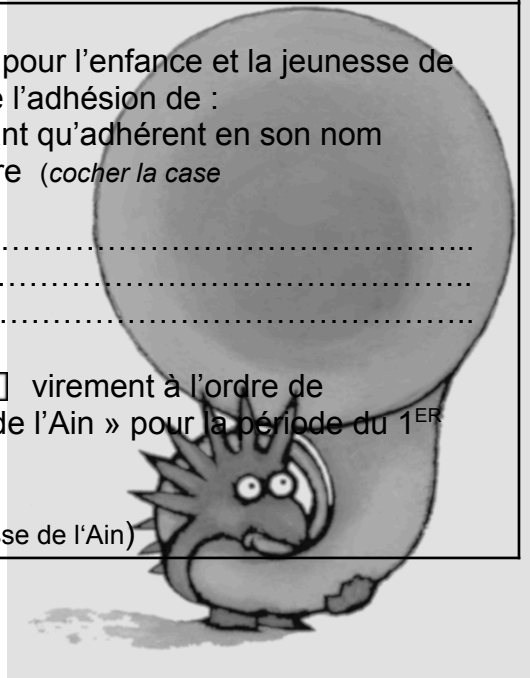 pour l’enfance et la jeunesse de
l’adhésion de :
nt qu’adhérent en son nom
re (cocher la case
…………………………………………………...
…………………………………………………..
…………………………………………………
virement à l’ordre de
de l’Ain » pour la période du 1ER
sse de l‘Ain)